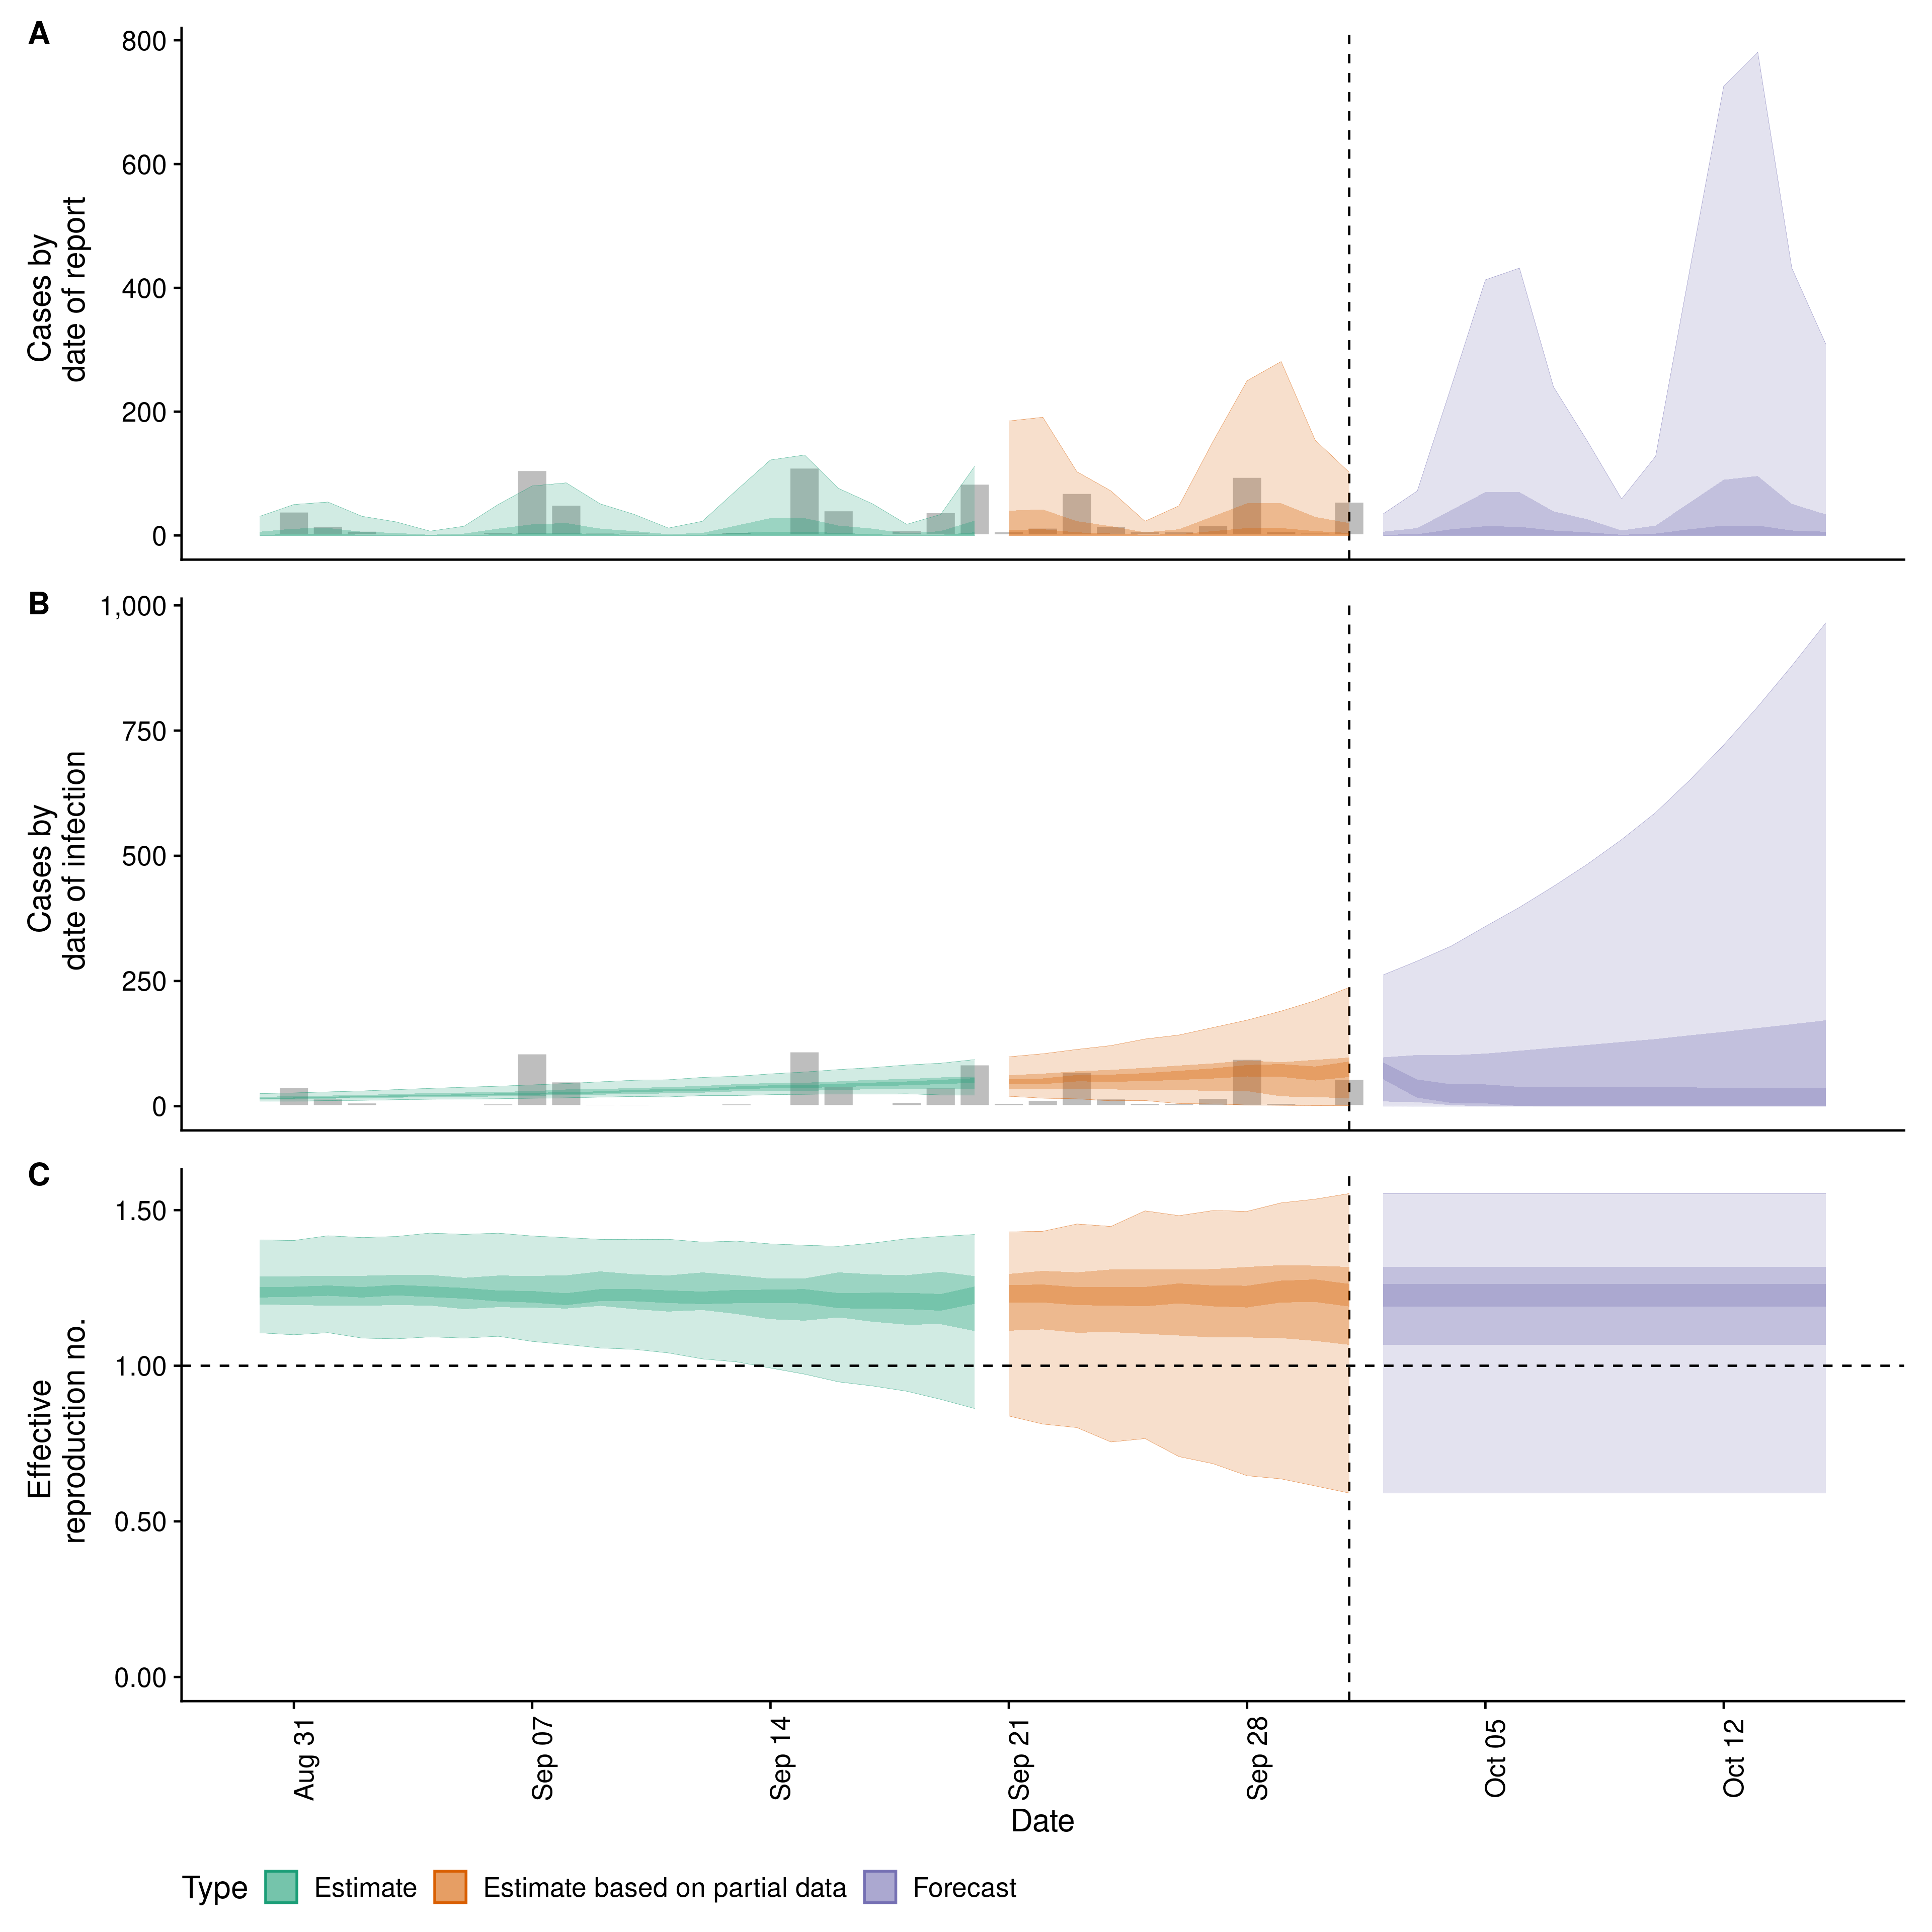 A
Cases by
date of report
800
600
400
200
0
B
Cases by
date of infection
1,000
750
500
250
0
C
Effective
reproduction no.
1.50
1.00
0.50
0.00
Aug 31
Sep 07
Sep 14
Sep 21
Sep 28
Oct 05
Oct 12
Date
Type
Estimate
Estimate based on partial data
Forecast